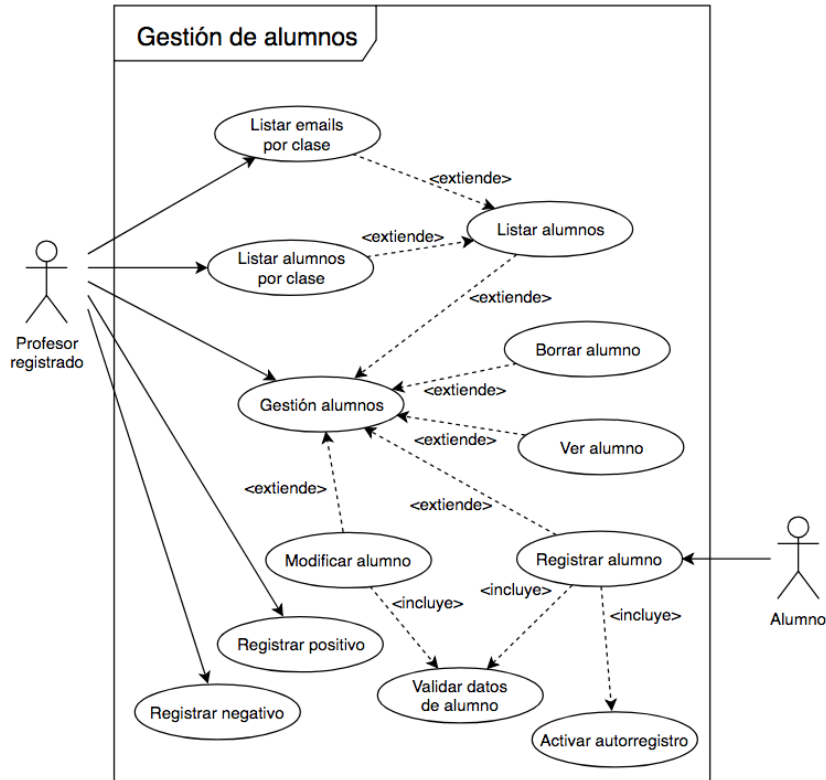 Gestión de alumnos
Listar emails
por clase
<extiende>
Listar alumnos
<extiende>
Listar alumnos
por clase
<extiende>
Profesor
registrado
Borrar alumno
<extiende>
Gestión alumnos
<extiende>
Ver alumno
<extiende>
<extiende>
Modificar alumno
Registrar alumno
<incluye>
<incluye>
<incluye>
Alumno
Registrar positivo
Validar datos
de alumno
Registrar negativo
Activar autorregistro